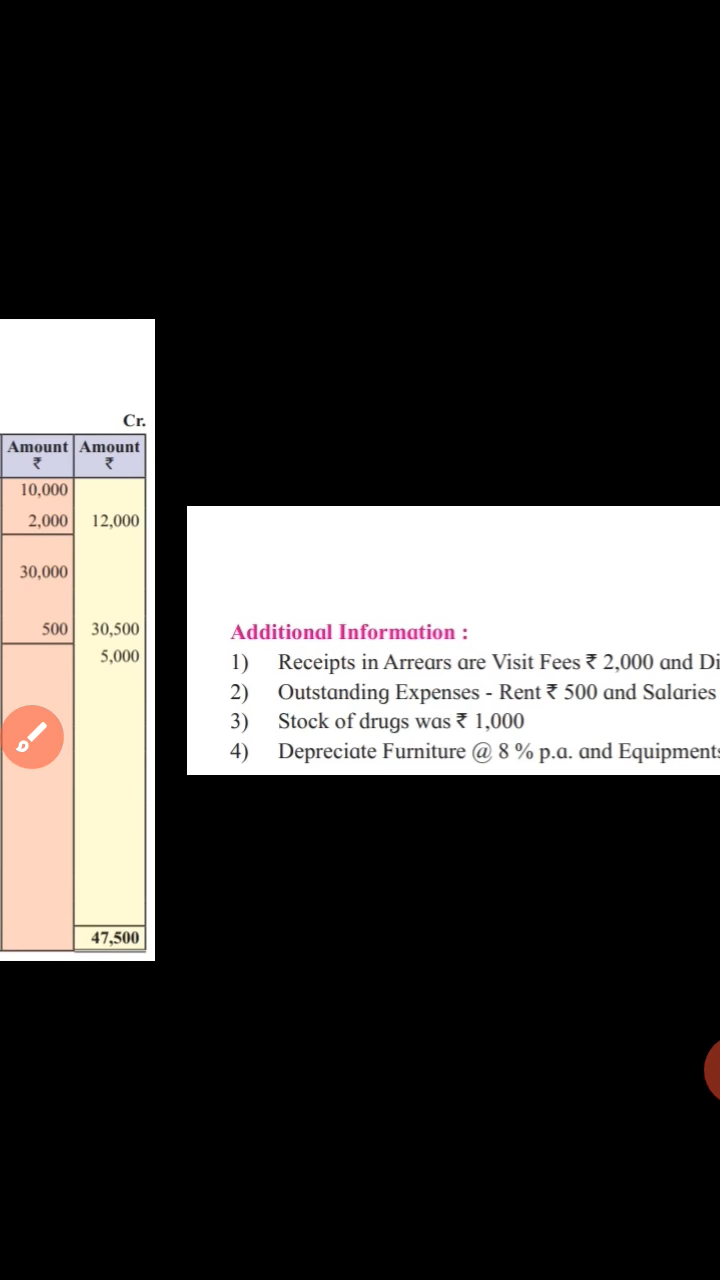 Cr.
Amount Amount
₹ ₹
10,000
2,000 12,000
30,000
500 30,500
5,000
47,500
Additional Information :
1) Receipts in Arrears are Visit Fees ₹ 2,000 and Di
2) Outstanding Expenses - Rent ₹ 500 and Salaries
3) Stock of drugs was ₹ 1,000
4) Depreciate Furniture @ 8 % p.a. and Equipments